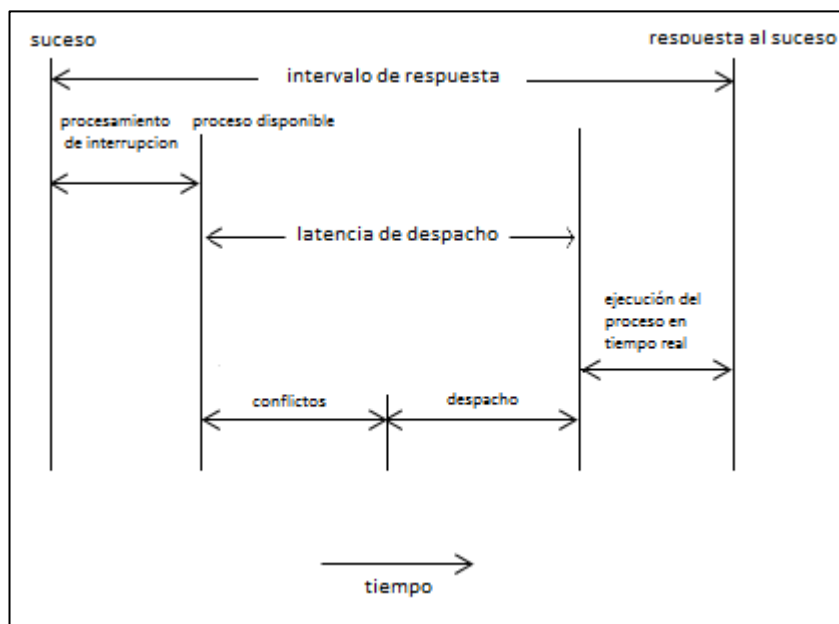 suceso
respuesta al suceso
intervalo de respuesta
procesamiento
de interrupcion
proceso disponible
latencia de despacho
ejecución del
proceso en
tiempo real
conflictos
despacho
tiempo